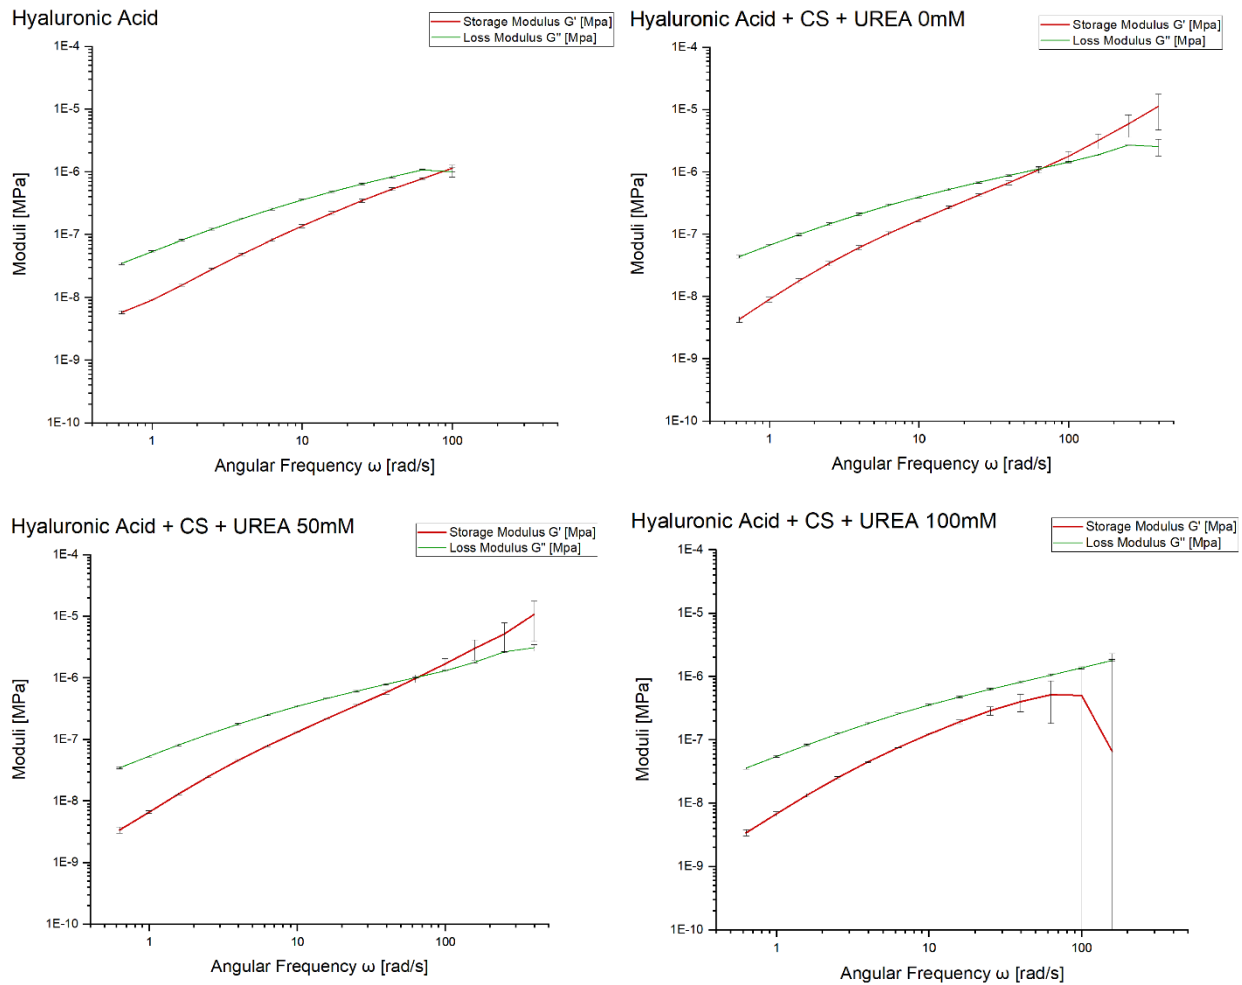 Hyaluronic Acid
Storage Modulus G' [Mpa]
Loss Modulus G" [Mpa]
1E-4
1E-5
1E-6
1E-7
1E-8
1E-9
1E-10
Moduli [MPa]
1
10
100
Angular Frequency ω [rad/s]
Hyaluronic Acid + CS + UREA 0mM
Storage Modulus G' [Mpa]
Loss Modulus G" [Mpa]
1E-4
1E-5
1E-6
1E-7
1E-8
1E-9
1E-10
Moduli [MPa]
1
10
100
Angular Frequency ω [rad/s]
Hyaluronic Acid + CS + UREA 50mM
Storage Modulus G' [Mpa]
Loss Modulus G" [Mpa]
1E-4
1E-5
1E-6
1E-7
1E-8
1E-9
1E-10
Moduli [MPa]
1
10
100
Angular Frequency ω [rad/s]
Hyaluronic Acid + CS + UREA 100mM
Storage Modulus G' [Mpa]
Loss Modulus G" [Mpa]
1E-4
1E-5
1E-6
1E-7
1E-8
1E-9
1E-10
Moduli [MPa]
1
10
100
Angular Frequency ω [rad/s]